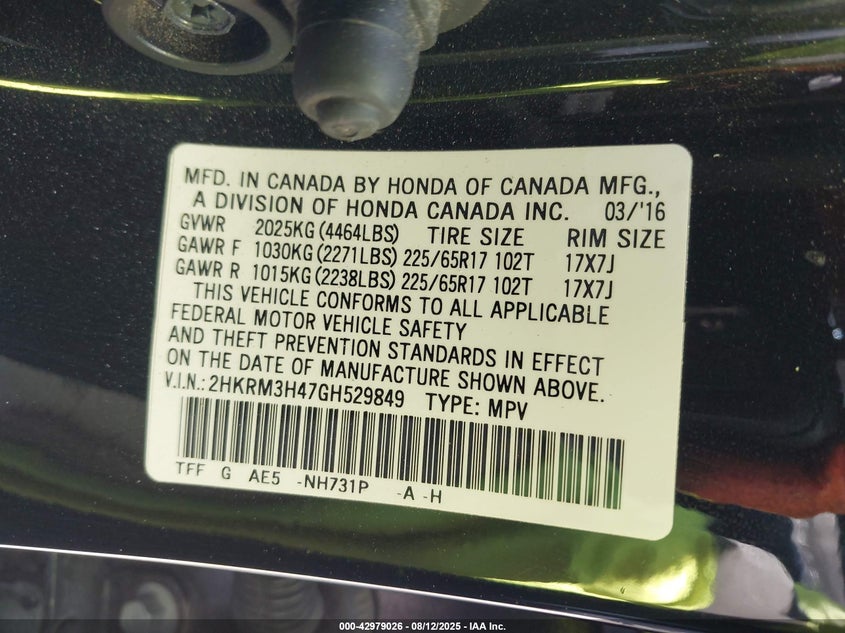 MFD. IN CANADA BY HONDA OF CANADA MFG.,
A DIVISION OF HONDA CANADA INC. 03/'16
GVWR 2025KG (4464LBS) TIRE SIZE RIM SIZE
GAWR F 1030KG (2271LBS) 225/65R17 102T 17X7J
GAWR R 1015KG (2238LBS) 225/65R17 102T 17X7J
THIS VEHICLE CONFORMS TO ALL APPLICABLE
FEDERAL MOTOR VEHICLE SAFETY
AND THEFT PREVENTION STANDARDS IN EFFECT
ON THE DATE OF MANUFACTURE SHOWN ABOVE.
V.I.N.: 2HKRM3H47GH529849 TYPE: MPV
TFF G AE5 -NH731P -A -H
000-42979026 - 08/12/2025 - IAA Inc.